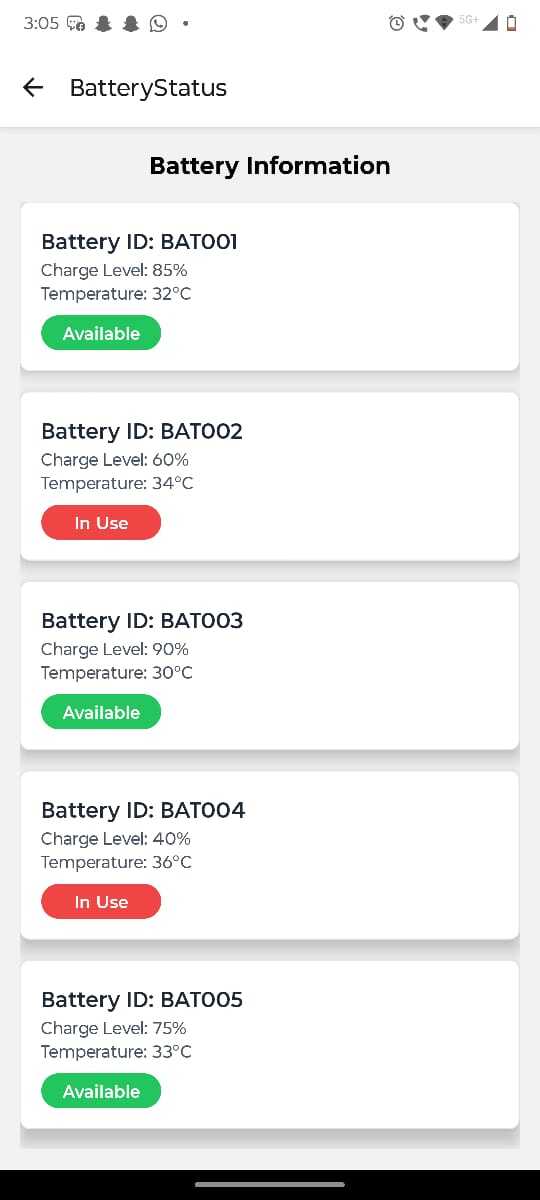 3:05
5G+
BatteryStatus
Battery Information
Battery ID: BAT001
Charge Level: 85%
Temperature: 32°C
Available
Battery ID: BAT002
Charge Level: 60%
Temperature: 34°C
In Use
Battery ID: BAT003
Charge Level: 90%
Temperature: 30°C
Available
Battery ID: BAT004
Charge Level: 40%
Temperature: 36°C
In Use
Battery ID: BAT005
Charge Level: 75%
Temperature: 33°C
Available